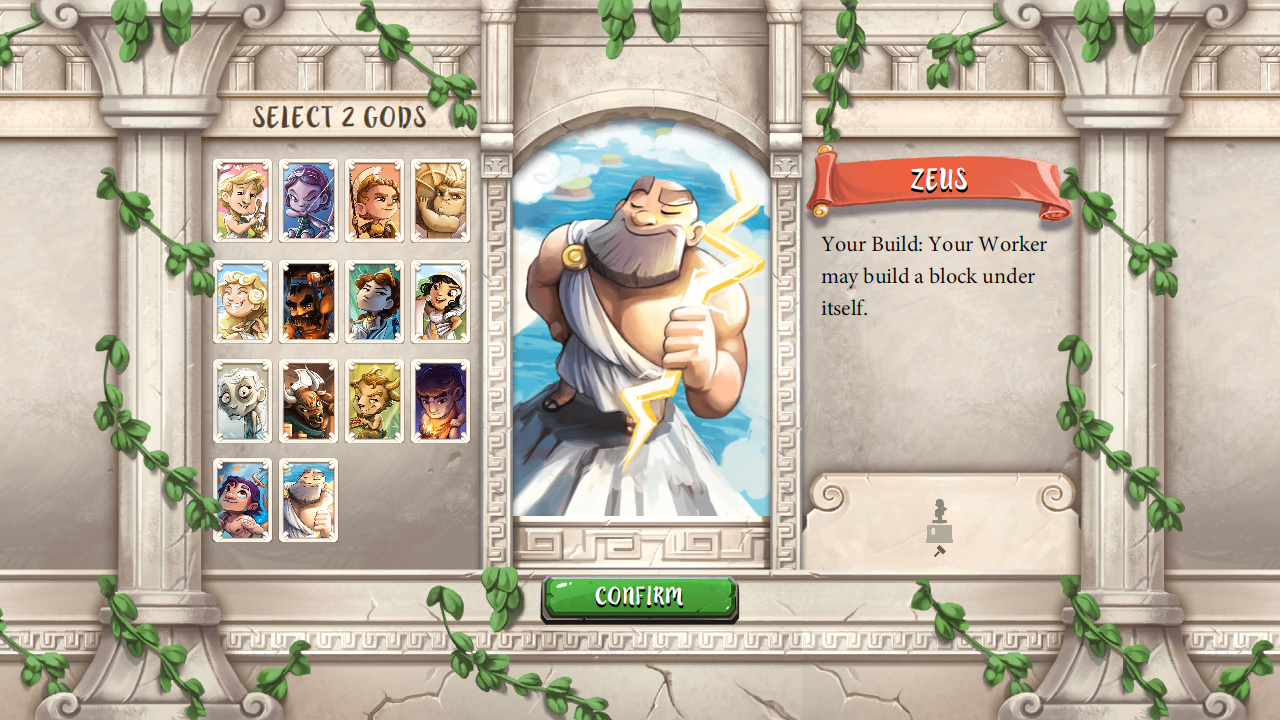 SELECT 2 GODS
ZEUS
Your Build: Your Worker
may build a block under
itself.
CONFIRM